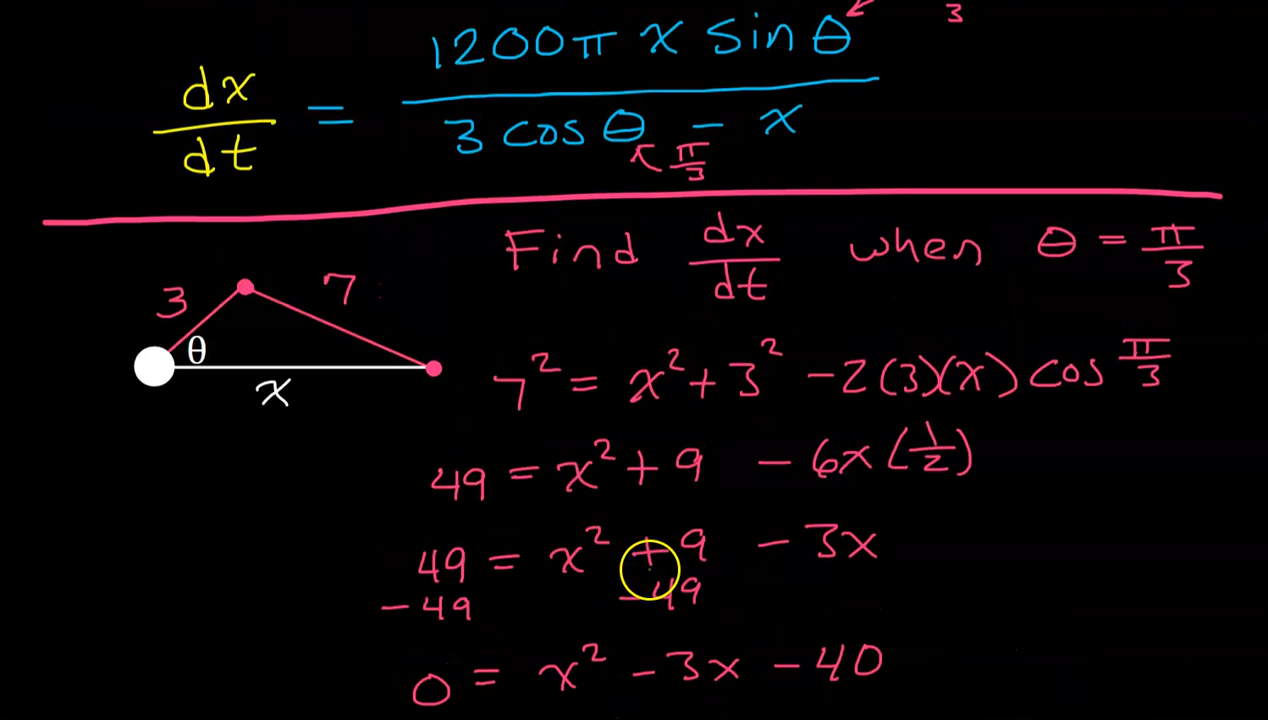 3
dx/dt = 1200π x sin θ / 3 cos θ - x
π/3
Find dx/dt when θ = π/3
3 7
θ
x
7² = x² + 3² - 2(3)(x) cos π/3
49 = x² + 9 - 6x (1/2)
49 = x² + 9 - 3x
-49 -49
0 = x² - 3x - 40